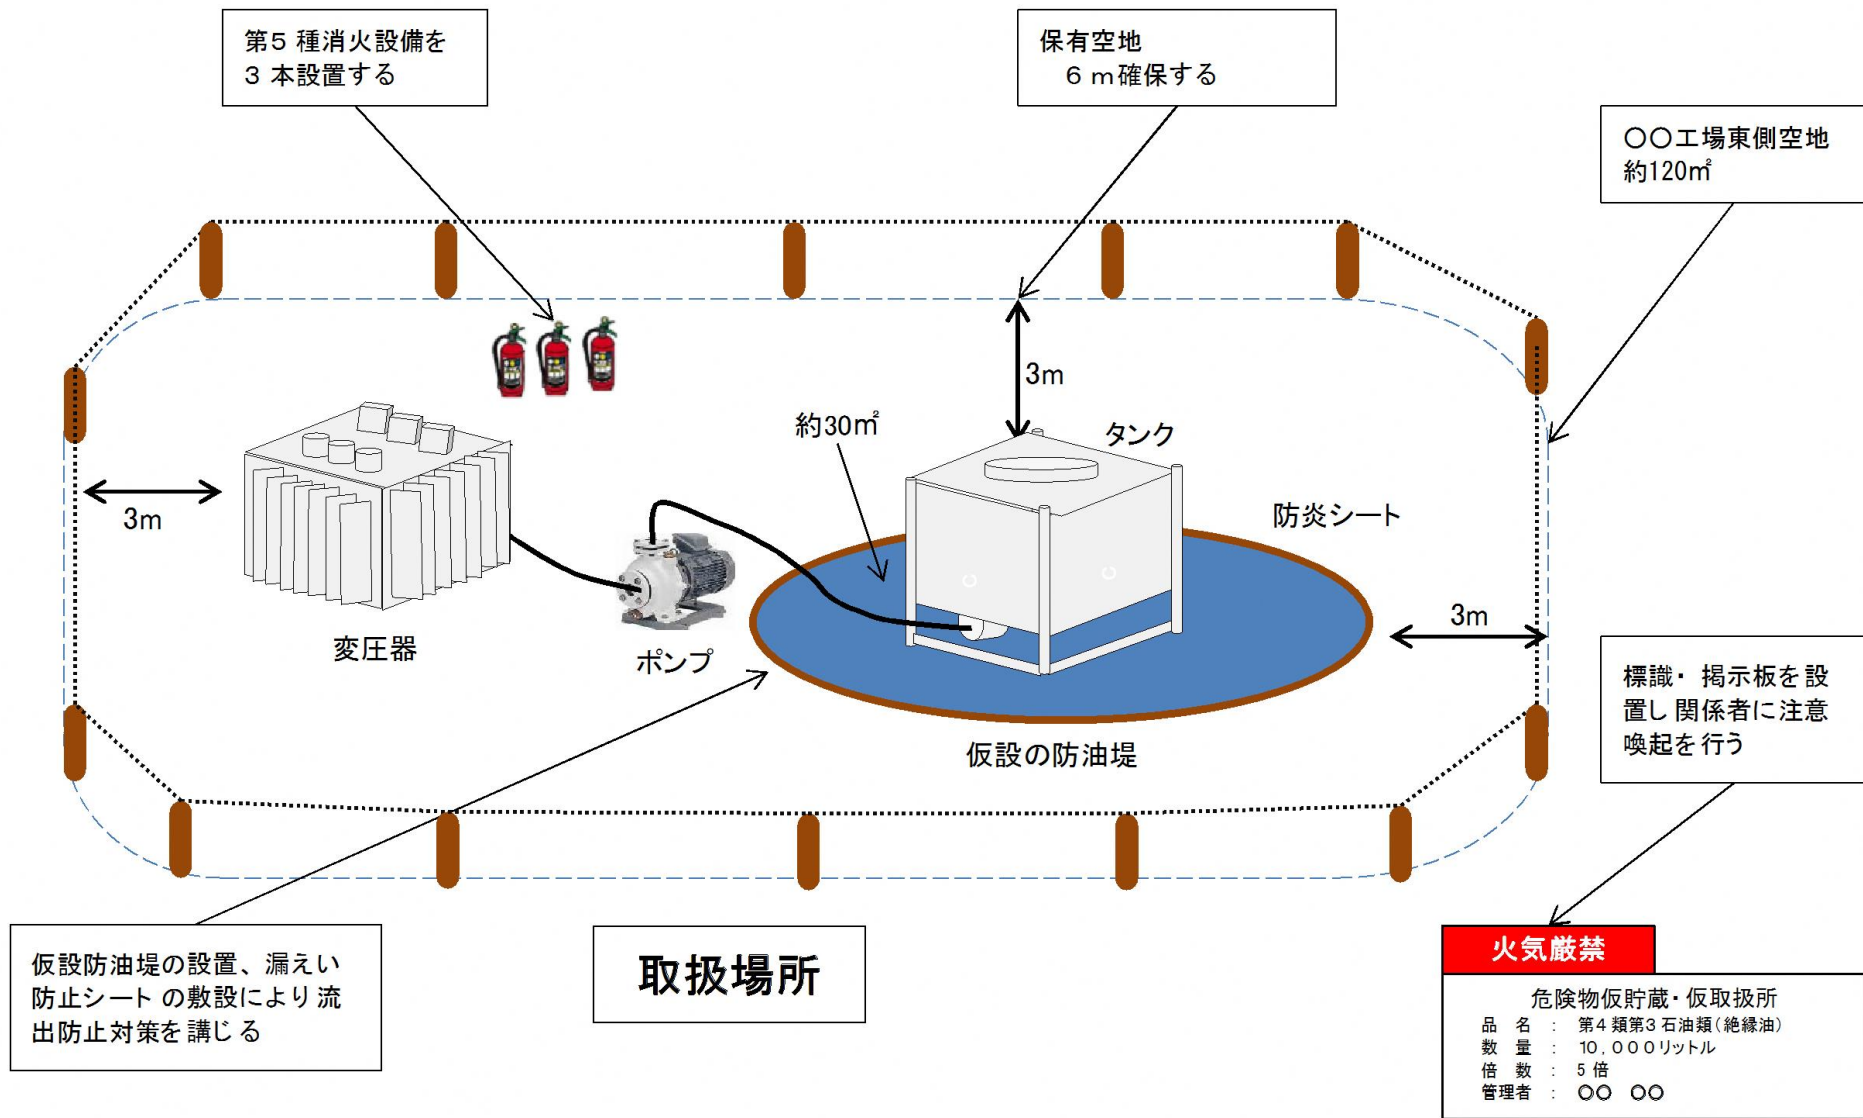 第5種消火設備を
3本設置する
保有空地
6m確保する
○○工場東側空地
約120㎡
3m
約30㎡
タンク
防炎シート
3m
変圧器
ポンプ
3m
仮設の防油堤
標識・掲示板を設
置し関係者に注意
喚起を行う
仮設防油堤の設置、漏えい
防止シートの敷設により流
出防止対策を講じる
取扱場所
火気厳禁
危険物仮貯蔵・仮取扱所
品名：第4類第3石油類(絶縁油)
数量：10,000リットル
倍数：5倍
管理者：○○ ○○